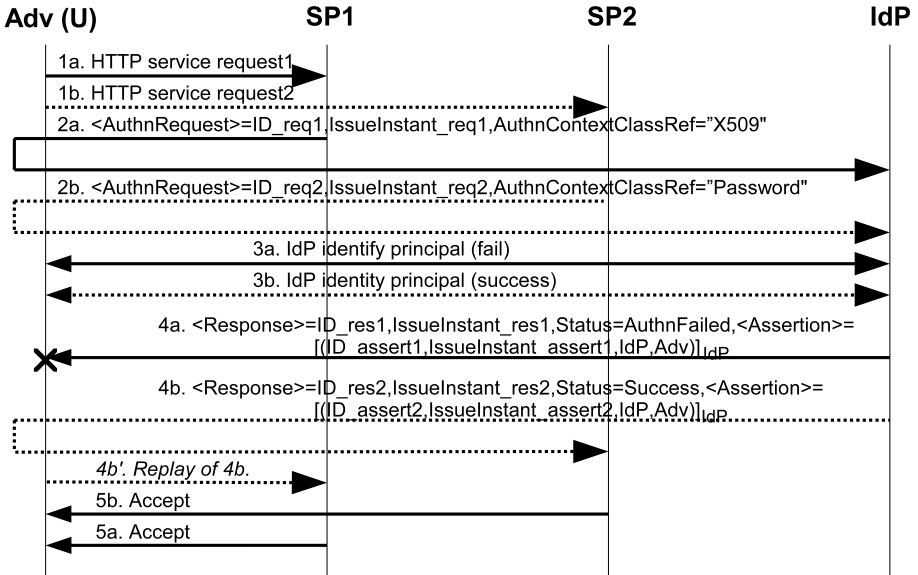 Adv (U) SP1 SP2 IdP
1a. HTTP service request1
1b. HTTP service request2
2a. <AuthnRequest>=ID_req1,IssueInstant_req1,AuthnContextClassRef="X509"
2b. <AuthnRequest>=ID_req2,IssueInstant_req2,AuthnContextClassRef="Password"
3a. IdP identify principal (fail)
3b. IdP identify principal (success)
4a. <Response>=ID_res1,IssueInstant_res1,Status=AuthnFailed,<Assertion>=
[(ID_assert1,IssueInstant_assert1,IdP,Adv)]IdP
4b. <Response>=ID_res2,IssueInstant_res2,Status=Success,<Assertion>=
[(ID_assert2,IssueInstant_assert2,IdP,Adv)]IdP
4b'. Replay of 4b.
5b. Accept
5a. Accept